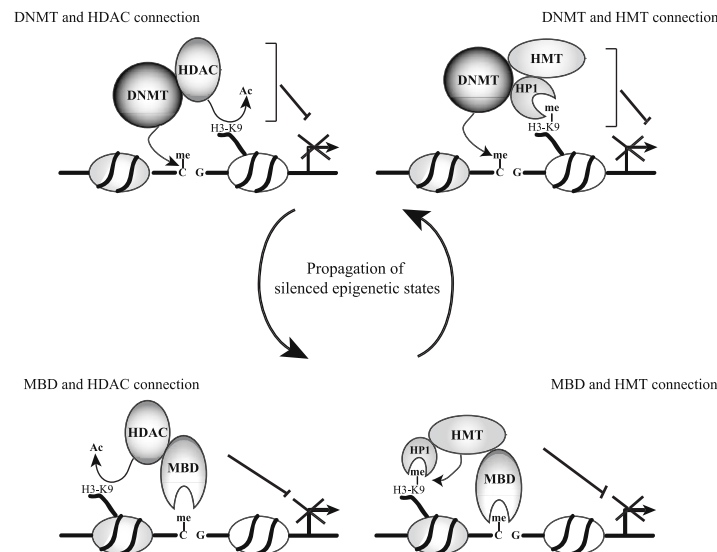 DNMT and HDAC connection
DNMT and HMT connection
HDAC
DNMT
Ac
H3-K9
me
C G
HMT
DNMT
HP1
me
H3-K9
me
C G
Propagation of
silenced epigenetic states
MBD and HDAC connection
MBD and HMT connection
HDAC
Ac
MBD
H3-K9
me
C G
HMT
HP1
me
MBD
H3-K9
me
C G